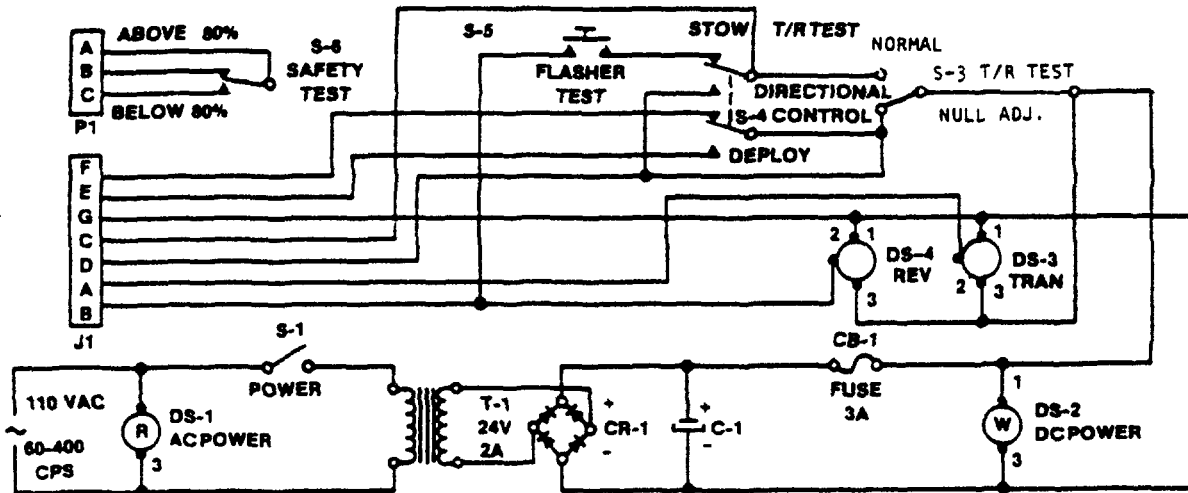 ABOVE 80%
A
B
C
P1
BELOW 80%
S-6
SAFETY
TEST
S-5
FLASHER
TEST
STOW T/R TEST
NORMAL
S-3 T/R TEST
NULL ADJ.
DIRECTIONAL
S-4 CONTROL
DEPLOY
F
E
G
C
D
A
B
J1
2 1
DS-4
REV
3
1
DS-3
TRAN
2 3
S-1
POWER
110 VAC
~
60-400
CPS
R
DS-1
AC POWER
3
T-1
24V
2A
+
CR-1
-
+
C-1
-
CB-1
FUSE
3A
1
W
DS-2
DC POWER
3